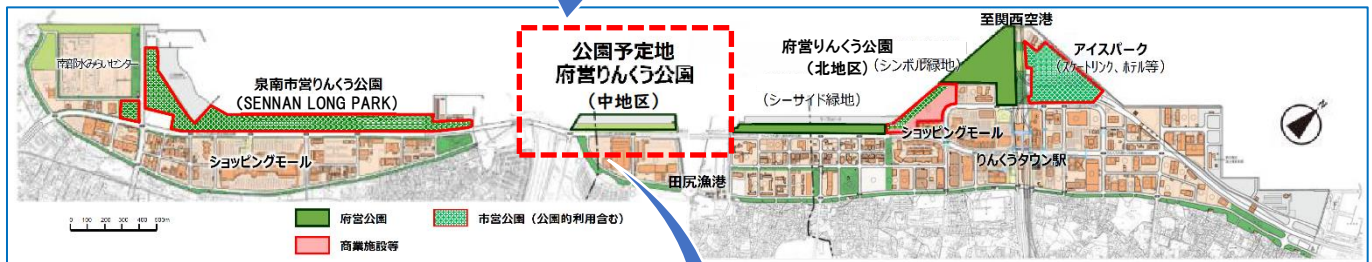 至関西空港
公園予定地
府営りんくう公園
(中地区)
府営りんくう公園
(北地区)
(シンボル緑地)
アイスパーク
(スケートリンク、ホテル等)
南部水みらいセンター
泉南市営りんくう公園
(SENNAN LONG PARK)
(シーサイド緑地)
ショッピングモール
ショッピングモール
りんくうタウン駅
田尻漁港
0 100 200 300 400 500m
府営公園
市営公園(公園的利用含む)
商業施設等
N